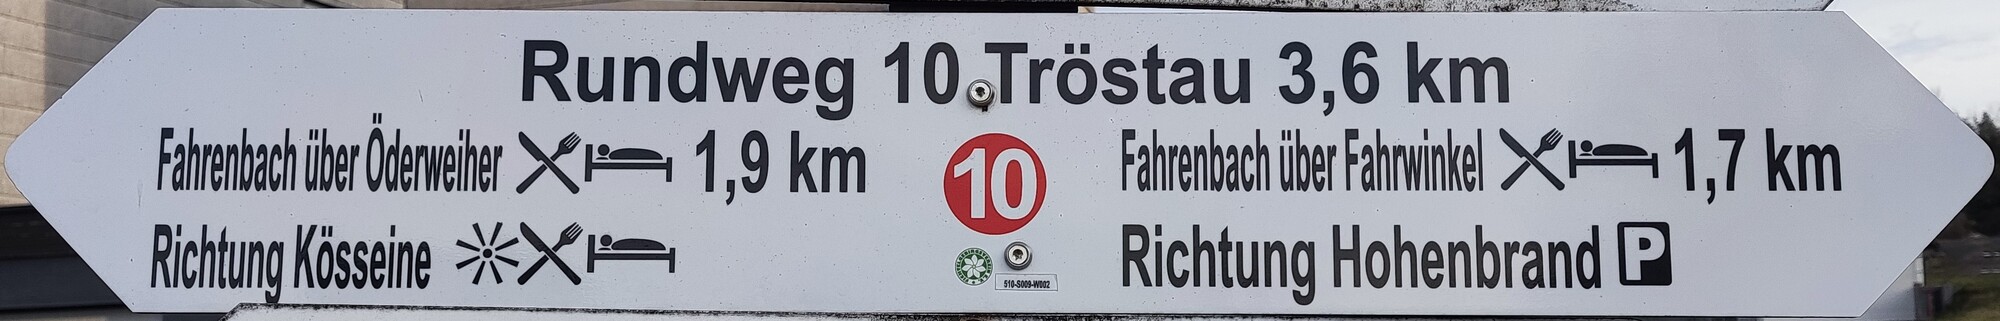 Rundweg 10 Tröstau 3,6 km
Fahrenbach über Öderweiher 1,9 km
Richtung Kösseine
10
510-S009-W002
Fahrenbach über Fahrwinkel 1,7 km
Richtung Hohenbrand P